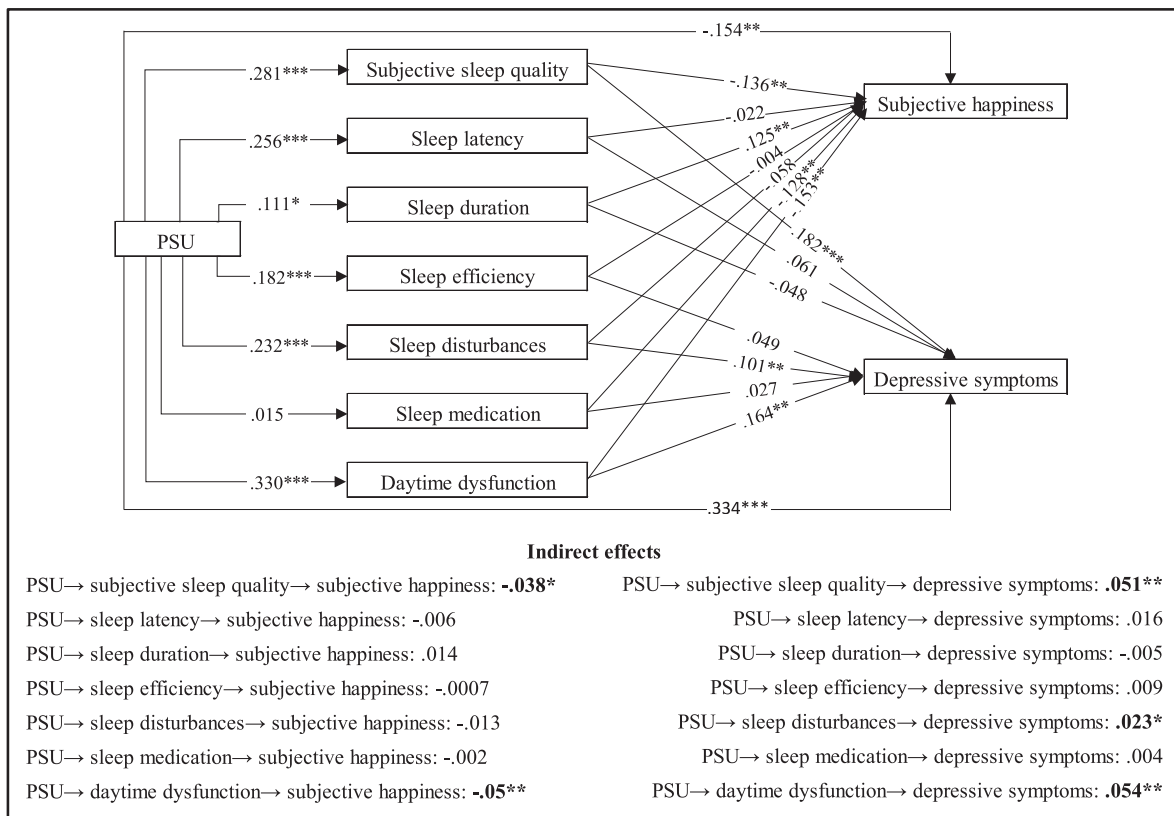 -.154**
.281***
Subjective sleep quality
-.136**
Subjective happiness
.256***
Sleep latency
-.022
.125**
-.004
-.058
-.128**
-.153**
.111*
Sleep duration
.182***
PSU
.061
.182***
Sleep efficiency
-.048
.049
.232***
Sleep disturbances
.101**
Depressive symptoms
.015
Sleep medication
.027
.164**
.330***
Daytime dysfunction
.334***
Indirect effects
PSU→ subjective sleep quality→ subjective happiness: -.038*
PSU→ subjective sleep quality→ depressive symptoms: .051**
PSU→ sleep latency→ subjective happiness: -.006
PSU→ sleep latency→ depressive symptoms: .016
PSU→ sleep duration→ subjective happiness: .014
PSU→ sleep duration→ depressive symptoms: -.005
PSU→ sleep efficiency→ subjective happiness: -.0007
PSU→ sleep efficiency→ depressive symptoms: .009
PSU→ sleep disturbances→ subjective happiness: -.013
PSU→ sleep disturbances→ depressive symptoms: .023*
PSU→ sleep medication→ subjective happiness: -.002
PSU→ sleep medication→ depressive symptoms: .004
PSU→ daytime dysfunction→ subjective happiness: -.05**
PSU→ daytime dysfunction→ depressive symptoms: .054**